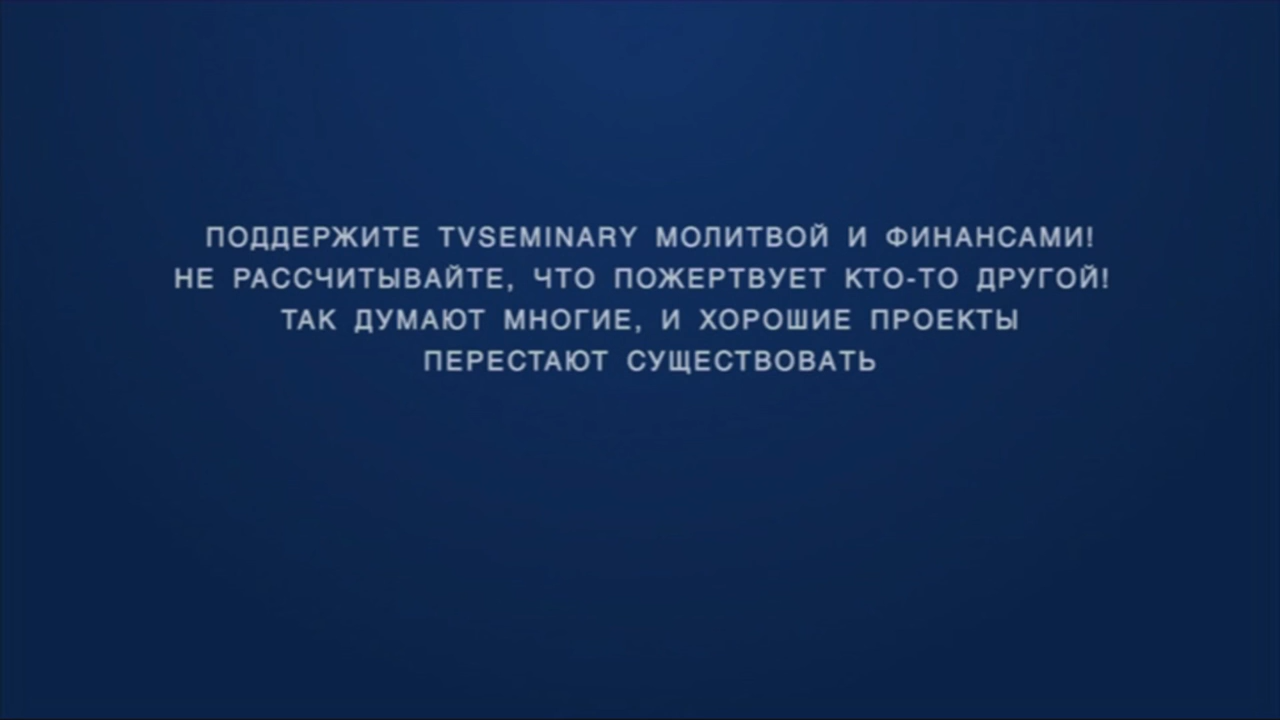 ПОДДЕРЖИТЕ TVSEMINARY МОЛИТВОЙ И ФИНАНСАМИ!
НЕ РАССЧИТЫВАЙТЕ, ЧТО ПОЖЕРТВУЕТ КТО-ТО ДРУГОЙ!
ТАК ДУМАЮТ МНОГИЕ, И ХОРОШИЕ ПРОЕКТЫ
ПЕРЕСТАЮТ СУЩЕСТВОВАТЬ